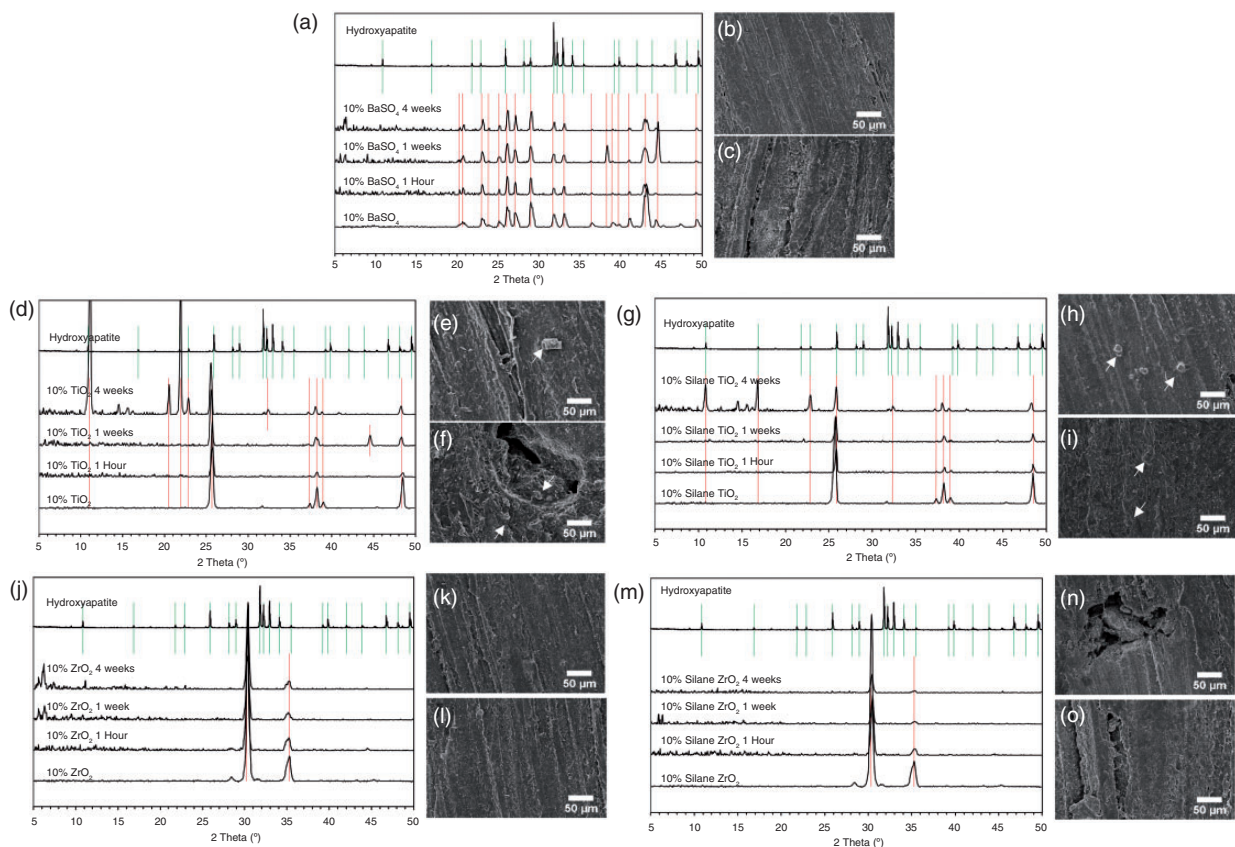 (a)
Hydroxyapatite
10% BaSO₄ 4 weeks
10% BaSO₄ 1 weeks
10% BaSO₄ 1 Hour
10% BaSO₄
5 10 15 20 25 30 35 40 45 50
2 Theta (º)
(b)
50 µm
(c)
50 µm
(d)
Hydroxyapatite
10% TiO₂ 4 weeks
10% TiO₂ 1 weeks
10% TiO₂ 1 Hour
10% TiO₂
5 10 15 20 25 30 35 40 45 50
2 Theta (º)
(e)
50 µm
(f)
50 µm
(g)
Hydroxyapatite
10% Silane TiO₂ 4 weeks
10% Silane TiO₂ 1 weeks
10% Silane TiO₂ 1 Hour
10% Silane TiO₂
5 10 15 20 25 30 35 40 45 50
2 Theta (º)
(h)
50 µm
(i)
50 µm
(j)
Hydroxyapatite
10% ZrO₂ 4 weeks
10% ZrO₂ 1 week
10% ZrO₂ 1 Hour
10% ZrO₂
5 10 15 20 25 30 35 40 45 50
2 Theta (º)
(k)
50 µm
(l)
50 µm
(m)
Hydroxyapatite
10% Silane ZrO₂ 4 weeks
10% Silane ZrO₂ 1 week
10% Silane ZrO₂ 1 Hour
10% Silane ZrO₂
5 10 15 20 25 30 35 40 45 50
2 Theta (º)
(n)
50 µm
(o)
50 µm